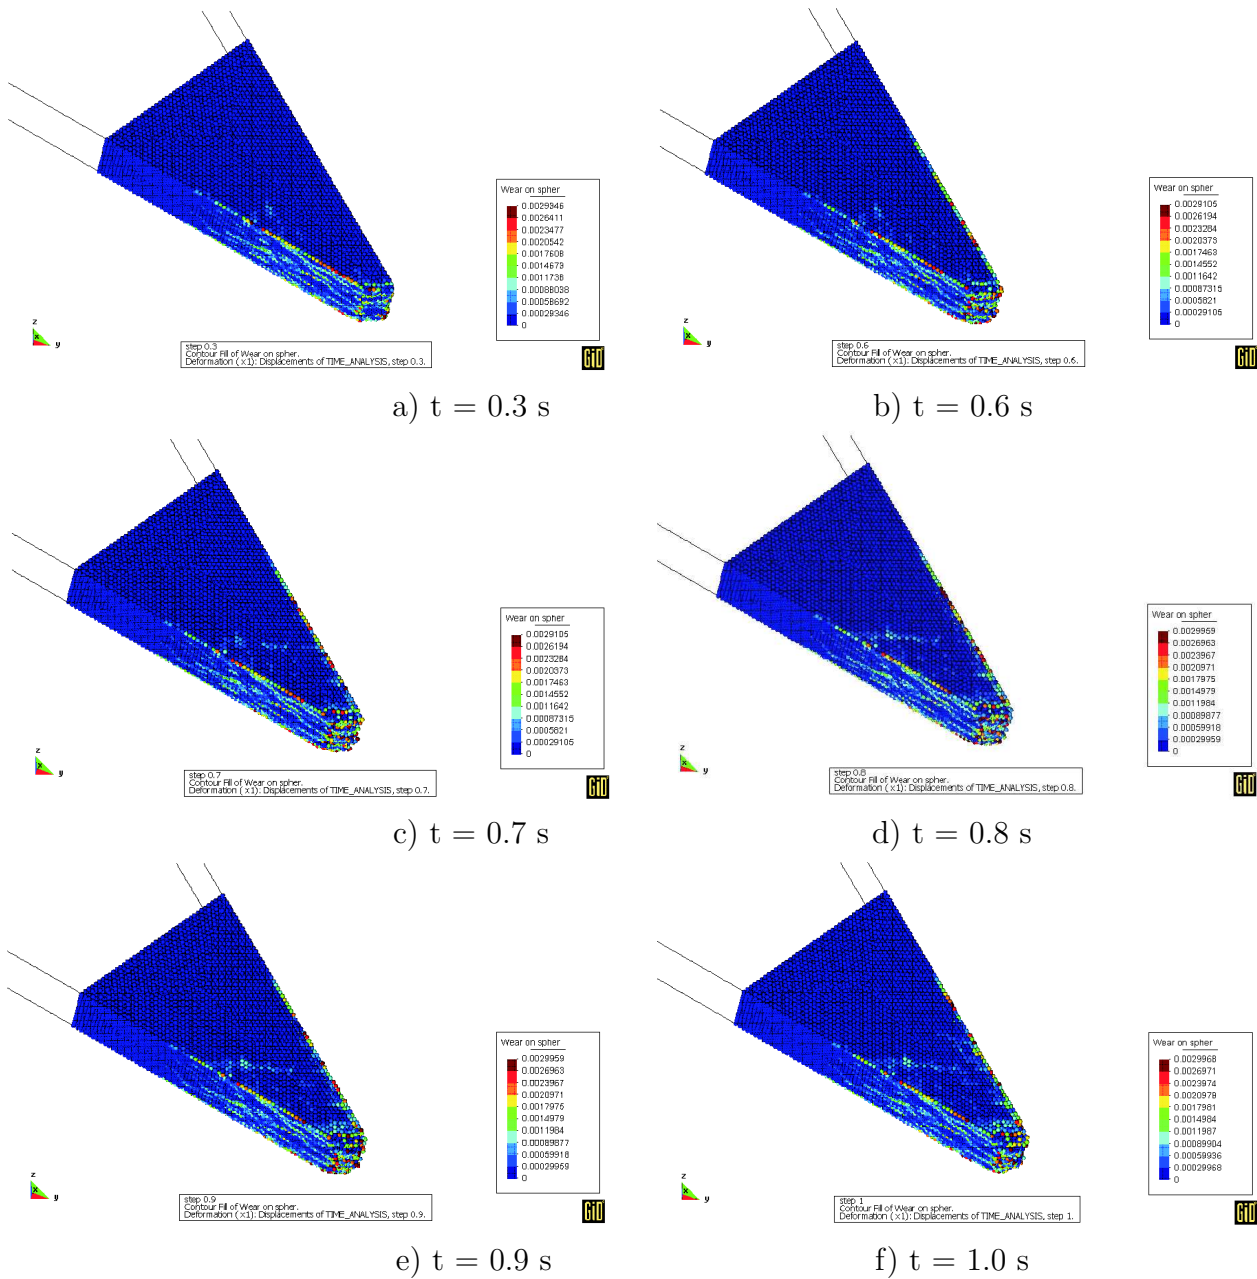 Wear on spher
0.0029346
0.0026411
0.0023477
0.0020542
0.0017608
0.0014673
0.0011738
0.00088038
0.00058692
0.00029346
0
z
x
y
step 0.3
Contour Fill of Wear on spher.
Deformation (x1): Displacements of TIME_ANALYSIS, step 0.3.
GiD
a) t = 0.3 s
Wear on spher
0.0029105
0.0026194
0.0023284
0.0020373
0.0017463
0.0014552
0.0011642
0.00087315
0.0005821
0.00029105
0
z
x
y
step 0.6
Contour Fill of Wear on spher.
Deformation (x1): Displacements of TIME_ANALYSIS, step 0.6.
GiD
b) t = 0.6 s
Wear on spher
0.0029105
0.0026194
0.0023284
0.0020373
0.0017463
0.0014552
0.0011642
0.00087315
0.0005821
0.00029105
0
z
x
y
step 0.7
Contour Fill of Wear on spher.
Deformation (x1): Displacements of TIME_ANALYSIS, step 0.7.
GiD
c) t = 0.7 s
Wear on spher
0.0029959
0.0026963
0.0023967
0.0020971
0.0017975
0.0014979
0.0011984
0.00089877
0.00059918
0.00029959
0
z
x
y
step 0.8
Contour Fill of Wear on spher.
Deformation (x1): Displacements of TIME_ANALYSIS, step 0.8.
GiD
d) t = 0.8 s
Wear on spher
0.0029959
0.0026963
0.0023967
0.0020971
0.0017975
0.0014979
0.0011984
0.00089877
0.00059918
0.00029959
0
z
x
y
step 0.9
Contour Fill of Wear on spher.
Deformation (x1): Displacements of TIME_ANALYSIS, step 0.9.
GiD
e) t = 0.9 s
Wear on spher
0.0029968
0.0026971
0.0023974
0.0020978
0.0017981
0.0014984
0.0011987
0.00089904
0.00059936
0.00029968
0
z
x
y
step 1
Contour Fill of Wear on spher.
Deformation (x1): Displacements of TIME_ANALYSIS, step 1.
GiD
f) t = 1.0 s